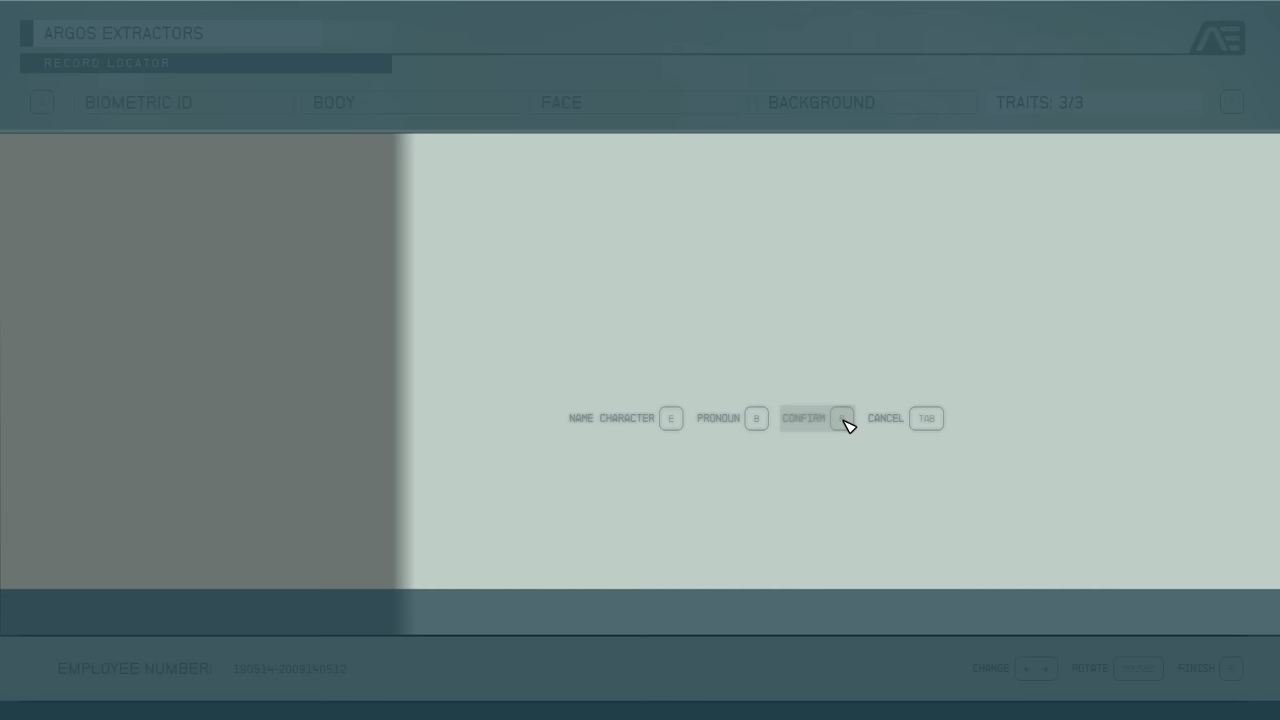 ARGOS EXTRACTORS
RECORD LOCATOR
BIOMETRIC ID BODY FACE BACKGROUND TRAITS: 3/3
NAME CHARACTER E PRONOUN B CONFIRM CANCEL TAB
EMPLOYEE NUMBER: CHANGE ROTATE FINISH